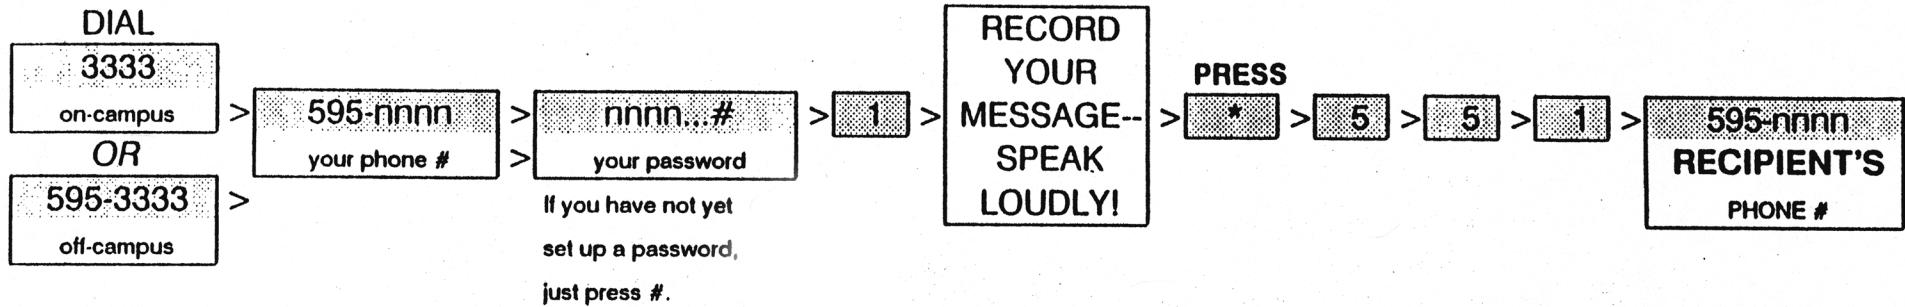 DIAL
3333
on-campus
OR
595-3333
off-campus
>
>
595-nnnn
your phone #
>
>
nnnn...#
your password
If you have not yet
set up a password,
just press #.
>
1
>
RECORD
YOUR
MESSAGE--
SPEAK
LOUDLY!
>
PRESS
*
>
5
>
5
>
1
>
595-nnnn
RECIPIENT'S
PHONE #